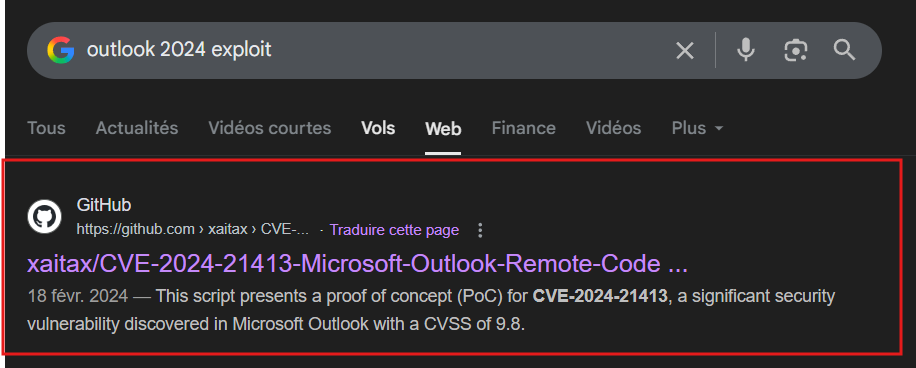 outlook 2024 exploit
Tous Actualités Vidéos courtes Vols Web Finance Vidéos Plus
GitHub
https://github.com › xaitax › CVE-... · Traduire cette page
xaitax/CVE-2024-21413-Microsoft-Outlook-Remote-Code ...
18 févr. 2024 — This script presents a proof of concept (PoC) for CVE-2024-21413, a significant security
vulnerability discovered in Microsoft Outlook with a CVSS of 9.8.